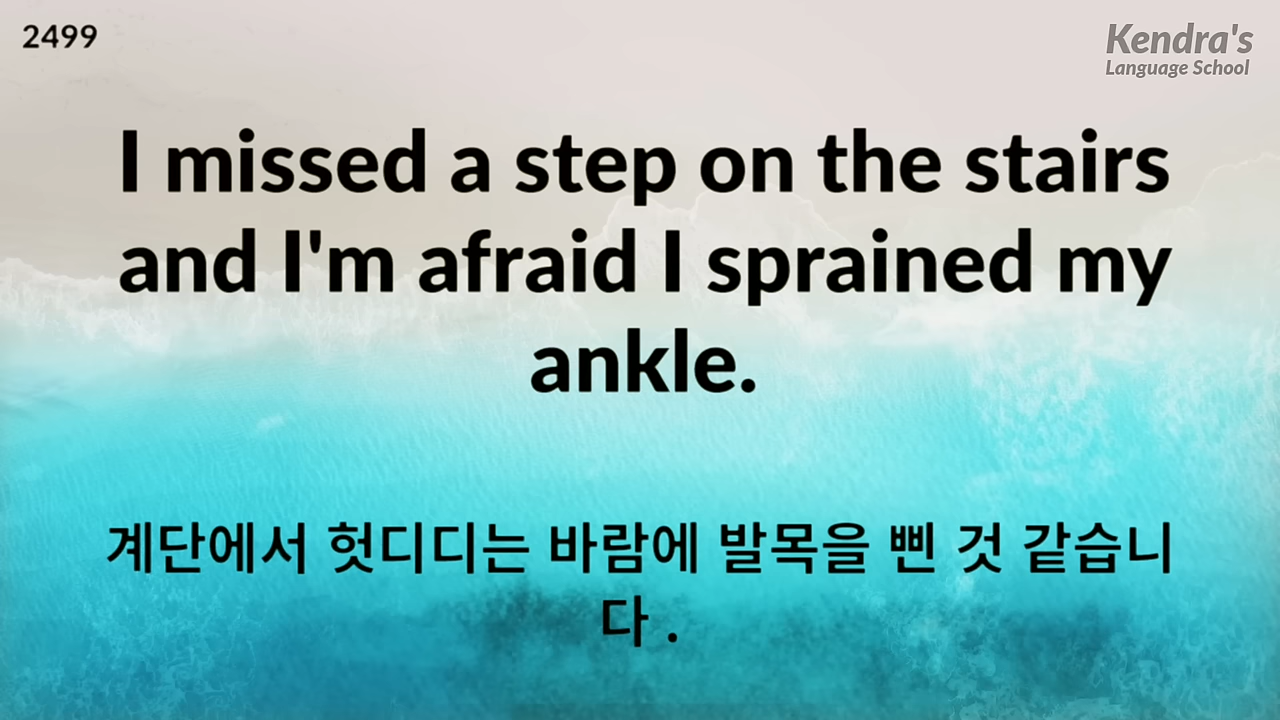 2499
Kendra's
Language School
I missed a step on the stairs
and I'm afraid I sprained my
ankle.
계단에서 헛디디는 바람에 발목을 삔 것 같습니
다 .